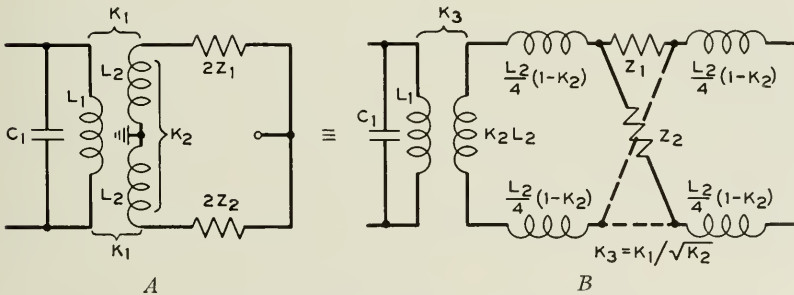 K₁
L₂
2Z₁
L₁
C₁
K₂
L₂
2Z₂
K₁
A
≡
K₃
L₂/4 (1-K₂)
Z₁
L₂/4 (1-K₂)
L₁
C₁
K₂L₂
Z₂
L₂/4 (1-K₂)
L₂/4 (1-K₂)
K₃ = K₁/√K₂
B